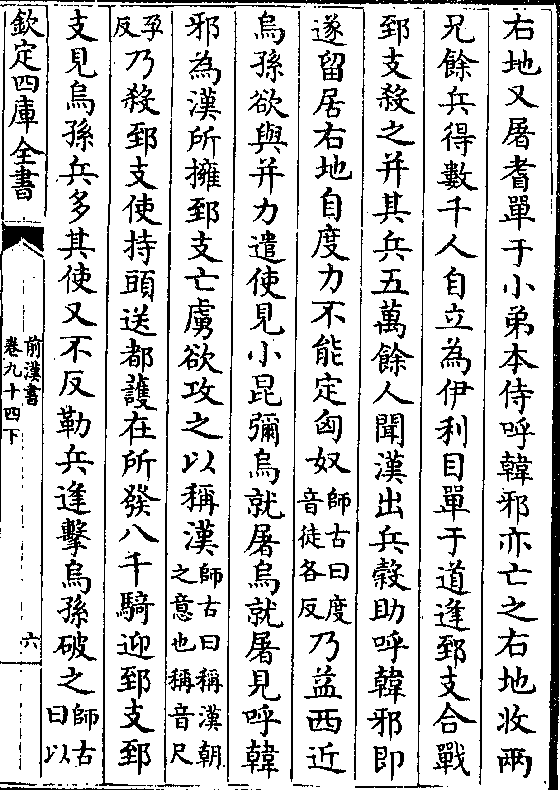 右地又屠耆單于小弟本侍呼韓邪亦亡之右地收兩
兄餘兵得數千人自立為伊利目單于道逢郅支合戰
郅支殺之并其兵五萬餘人聞漢出兵穀助呼韓邪即
遂留居右地自度力不能定匈奴師古曰度音徒各反乃益西近
烏孫欲與并力遣使見小昆彌烏就屠烏就屠見呼韓
邪為漢所擁郅支亡虜欲攻之以稱漢師古曰稱漢朝之意也稱音尺
孕反乃殺郅支使持頭送都護在所發八千騎迎郅支郅
支見烏孫兵多其使又不反勒兵逢擊烏孫破之師古曰以
欽定四庫全書
前漢書
卷九十四下
六